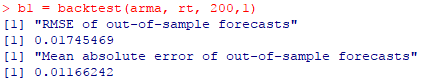 > b1 = backtest(arma, rt, 200,1)
[1] "RMSE of out-of-sample forecasts"
[1] 0.01745469
[1] "Mean absolute error of out-of-sample forecasts"
[1] 0.01166242